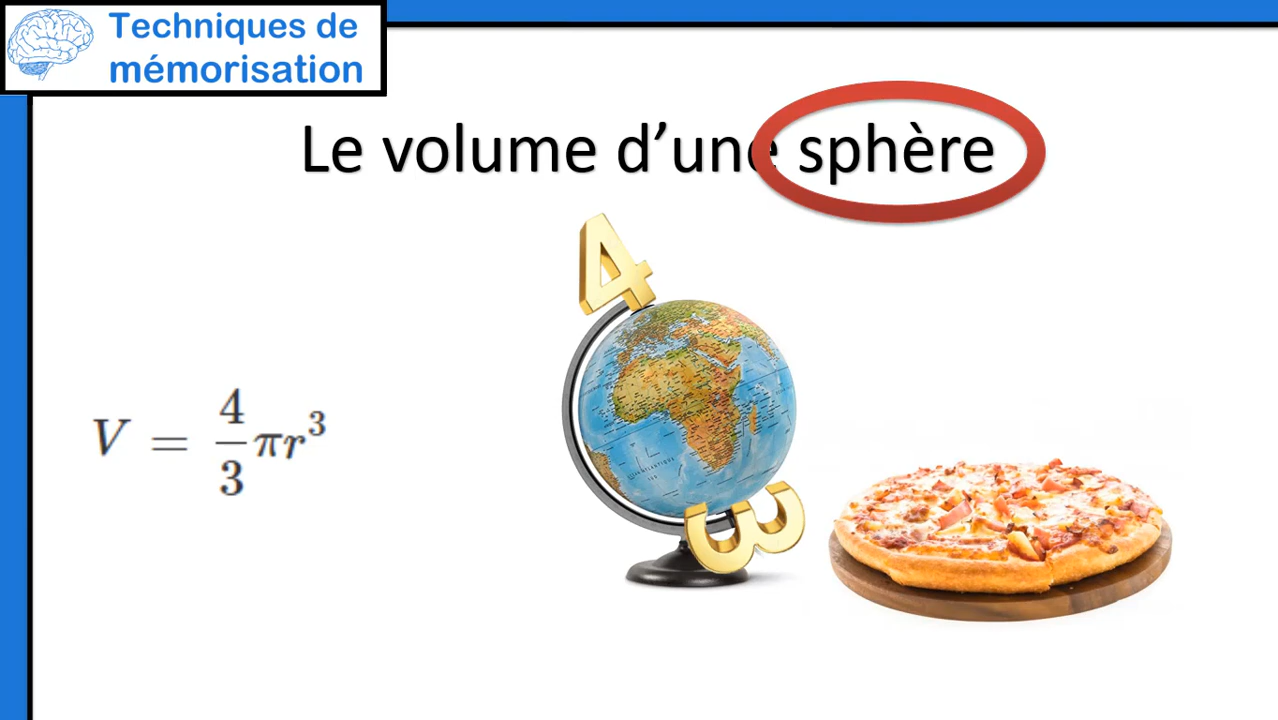 Techniques de
mémorisation
Le volume d’une sphère
4
V = 4/3 πr³
3